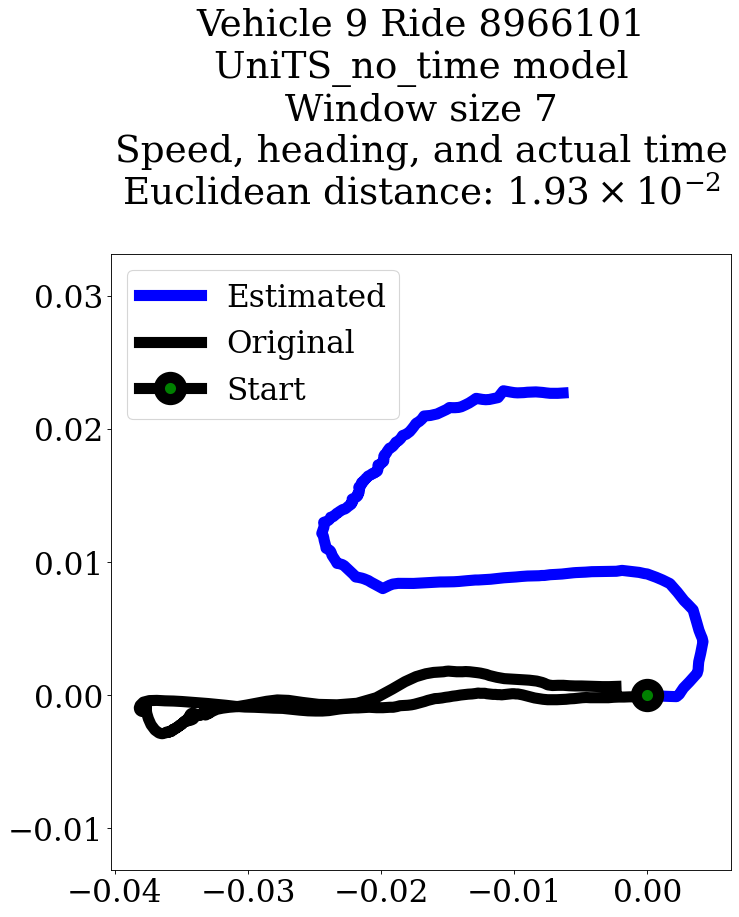 Vehicle 9 Ride 8966101
UniTS_no_time model
Window size 7
Speed, heading, and actual time
Euclidean distance: 1.93 × 10⁻²
Estimated
Original
Start
0.03
0.02
0.01
0.00
−0.01
−0.04
−0.03
−0.02
−0.01
0.00